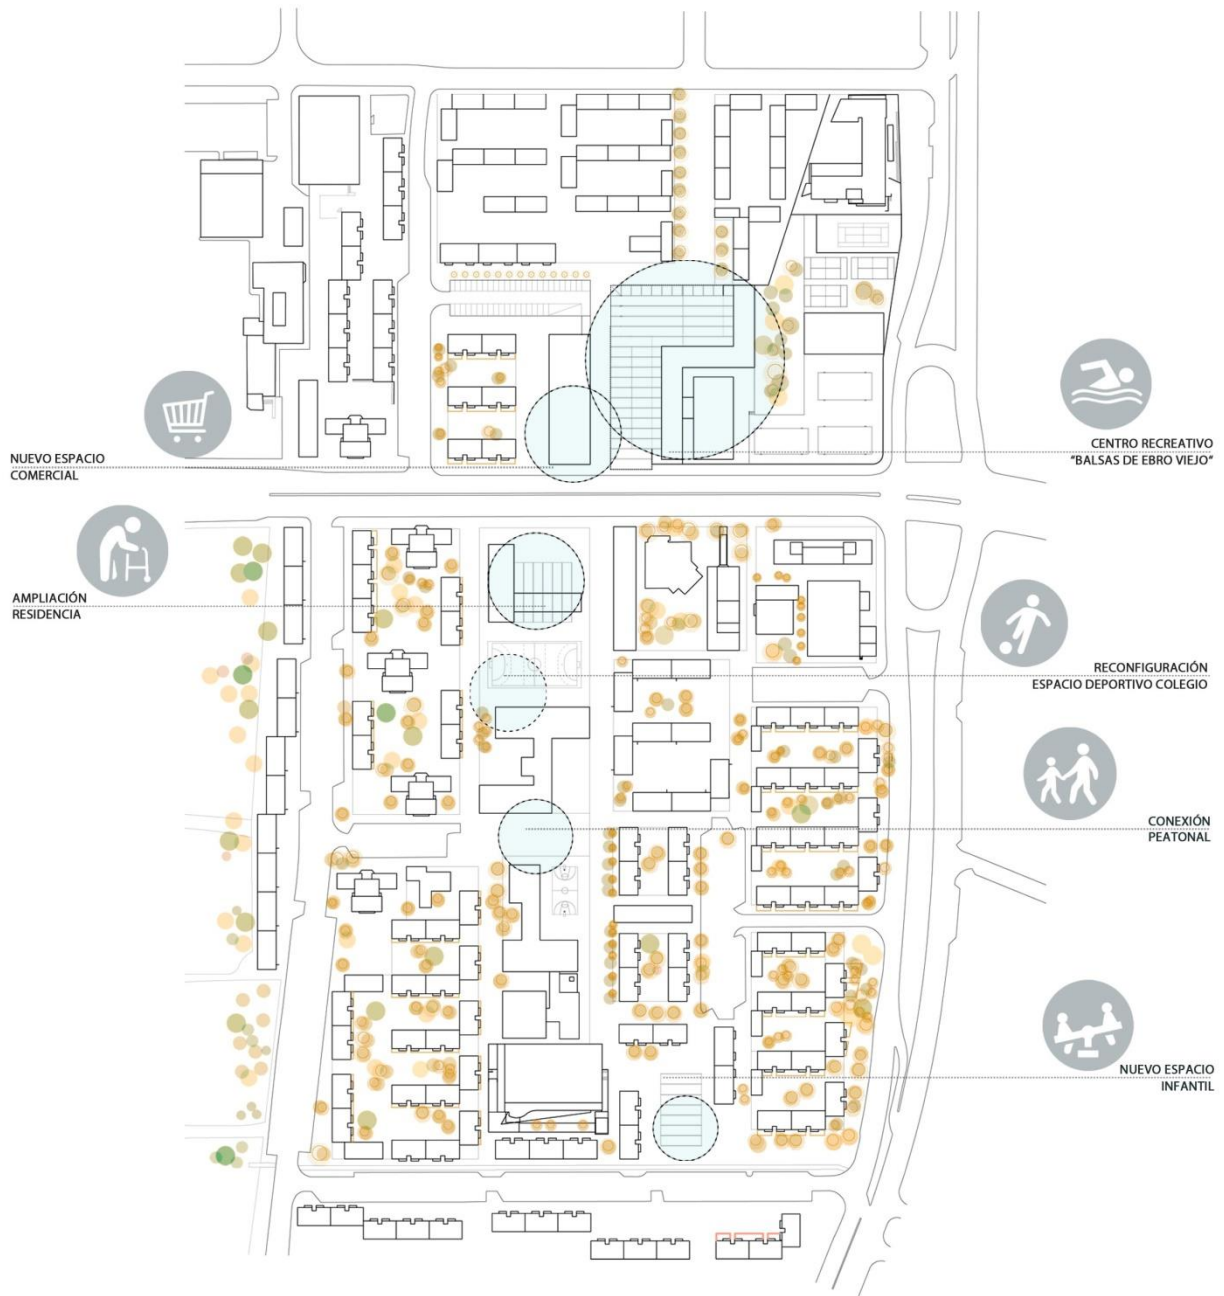 CENTRO RECREATIVO
"BALSAS DE EBRO VIEJO"
NUEVO ESPACIO
COMERCIAL
AMPLIACIÓN
RESIDENCIA
RECONFIGURACIÓN
ESPACIO DEPORTIVO COLEGIO
CONEXIÓN
PEATONAL
NUEVO ESPACIO
INFANTIL